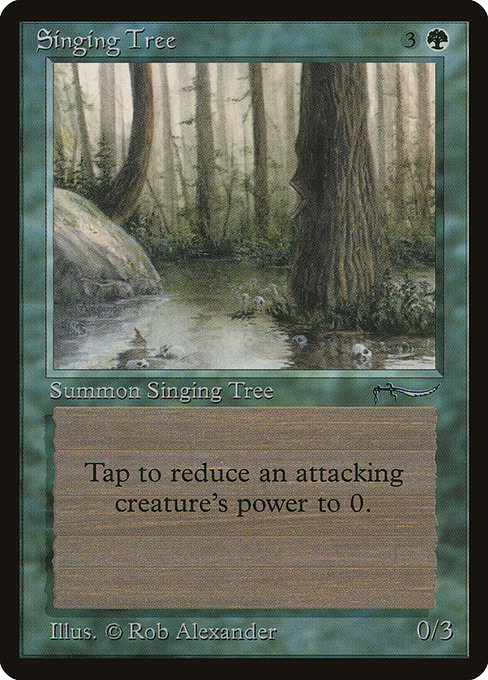 Singing Tree 3
Summon Singing Tree
Tap to reduce an attacking
creature's power to 0.
Illus. © Rob Alexander 0/3